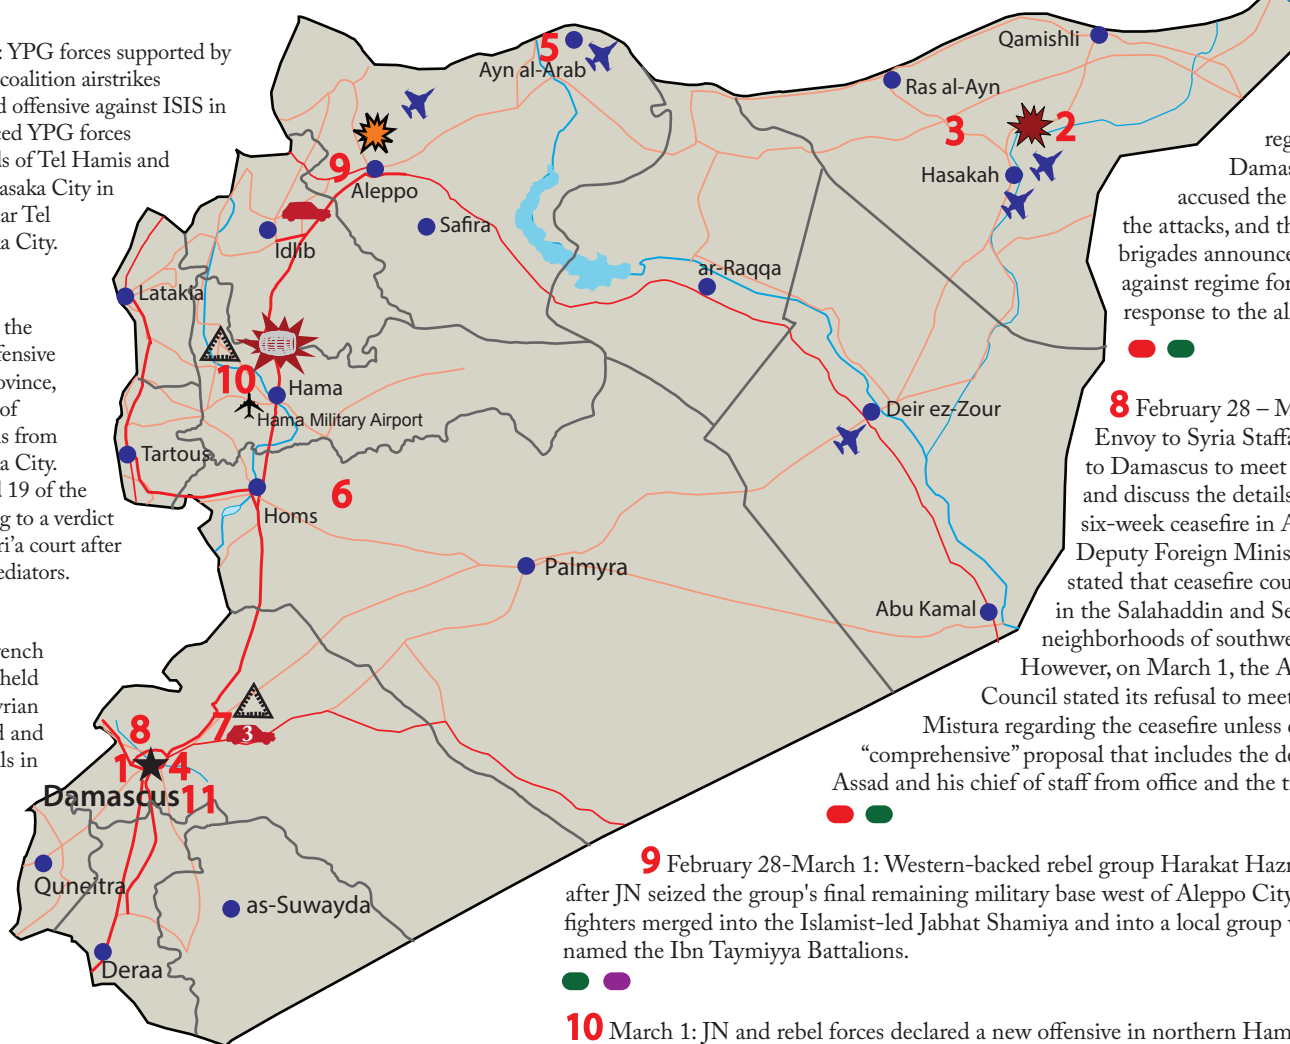 : YPG forces supported by
coalition airstrikes
d offensive against ISIS in
ced YPG forces
ds of Tel Hamis and
asaka City in
ar Tel
a City.
the
fensive
ovince,
of
s from
a City.
d 19 of the
g to a verdict
ri'a court after
ediators.
rench
held
yrian
d and
ls in
5
Ayn al-Arab
Qamishli
Ras al-Ayn
3
2
Hasakah
9
Aleppo
Safira
Idlib
Latakia
ar-Raqqa
10
Hama
Hama Military Airport
Deir ez-Zour
Tartous
6
Homs
Palmyra
Abu Kamal
8
7
3
1
4
Damascus
11
Quneitra
as-Suwayda
Deraa
reg
Damas
accused the
the attacks, and th
brigades announce
against regime for
response to the al
8 February 28 – M
Envoy to Syria Staffa
to Damascus to meet
and discuss the details
six-week ceasefire in A
Deputy Foreign Minis
stated that ceasefire cou
in the Salahaddin and Se
neighborhoods of southwe
However, on March 1, the A
Council stated its refusal to meet
Mistura regarding the ceasefire unless
“comprehensive” proposal that includes the de
Assad and his chief of staff from office and the t
9 February 28-March 1: Western-backed rebel group Harakat Hazm
after JN seized the group's final remaining military base west of Aleppo City
fighters merged into the Islamist-led Jabhat Shamiya and into a local group
named the Ibn Taymiyya Battalions.
10 March 1: JN and rebel forces declared a new offensive in northern Ham